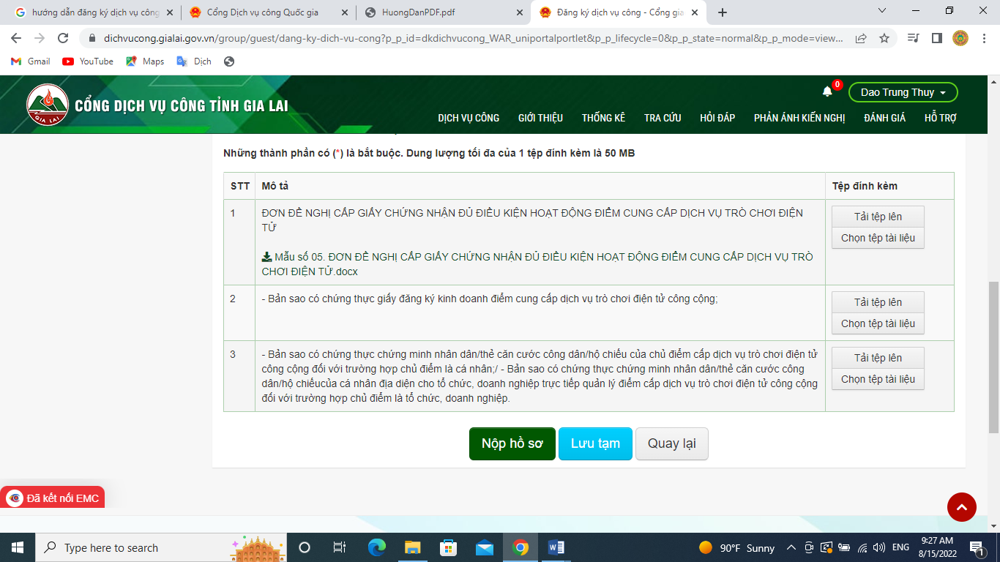 hướng dẫn đăng ký dịch vụ công
Cổng Dịch vụ công Quốc gia
HuongDanPDF.pdf
Đăng ký dịch vụ công - Cổng gia
dichvucong.gialai.gov.vn/group/guest/dang-ky-dich-vu-cong?p_p_id=dkdichvucong_WAR_uniportalportlet&p_p_lifecycle=0&p_p_state=normal&p_p_mode=view...
Gmail YouTube Maps Dịch
GIA LAI
CỔNG DỊCH VỤ CÔNG TỈNH GIA LAI
0
Dao Trung Thuy
DỊCH VỤ CÔNG GIỚI THIỆU THỐNG KÊ TRA CỨU HỎI ĐÁP PHẢN ÁNH KIẾN NGHỊ ĐÁNH GIÁ HỖ TRỢ
Những thành phần có (*) là bắt buộc. Dung lượng tối đa của 1 tệp đính kèm là 50 MB
STT Mô tả Tệp đính kèm
1 ĐƠN ĐỀ NGHỊ CẤP GIẤY CHỨNG NHẬN ĐỦ ĐIỀU KIỆN HOẠT ĐỘNG ĐIỂM CUNG CẤP DỊCH VỤ TRÒ CHƠI ĐIỆN
TỬ
Mẫu số 05. ĐƠN ĐỀ NGHỊ CẤP GIẤY CHỨNG NHẬN ĐỦ ĐIỀU KIỆN HOẠT ĐỘNG ĐIỂM CUNG CẤP DỊCH VỤ TRÒ
CHƠI ĐIỆN TỬ.docx
Tải tệp lên
Chọn tệp tài liệu
2 - Bản sao có chứng thực giấy đăng ký kinh doanh điểm cung cấp dịch vụ trò chơi điện tử công cộng;
Tải tệp lên
Chọn tệp tài liệu
3 - Bản sao có chứng thực chứng minh nhân dân/thẻ căn cước công dân/hộ chiếu của chủ điểm cấp dịch vụ trò chơi điện tử
công cộng đối với trường hợp chủ điểm là cá nhân;/ - Bản sao có chứng thực chứng minh nhân dân/thẻ căn cước công
dân/hộ chiếucủa cá nhân địa diện cho tổ chức, doanh nghiệp trực tiếp quản lý điểm cấp dịch vụ trò chơi điện tử công cộng
đối với trường hợp chủ điểm là tổ chức, doanh nghiệp.
Tải tệp lên
Chọn tệp tài liệu
Nộp hồ sơ Lưu tạm Quay lại
Đã kết nối EMC
Type here to search
90°F Sunny
ENG
9:27 AM
8/15/2022
1